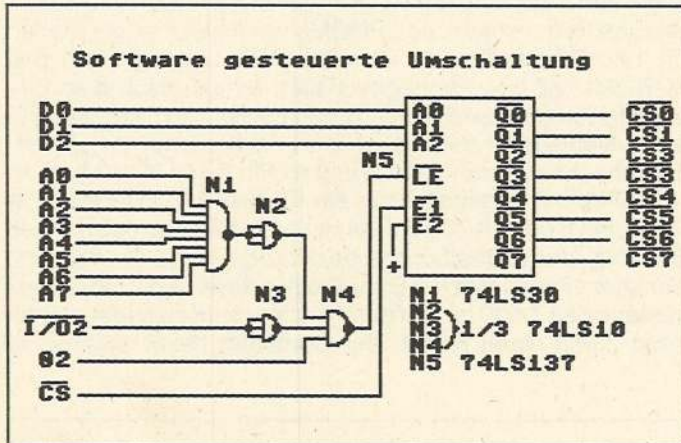 Software gesteuerte Umschaltung
D0
D1
D2
A0
A1
A2
A3
A4
A5
A6
A7
I/O2
θ2
CS
N1
N2
N3
N4
N5
A0
A1
A2
LE
E1
E2
+
Q0
Q1
Q2
Q3
Q4
Q5
Q6
Q7
CS0
CS1
CS3
CS3
CS4
CS5
CS6
CS7
N1 74LS30
N2
N3 1/3 74LS10
N4
N5 74LS137